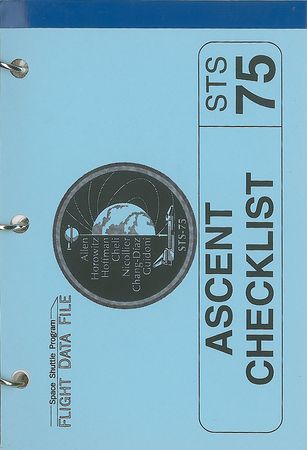 Space Shuttle Program
FLIGHT DATA FILE
Allen
Horowitz
Hoffman
Cheli
Nicollier
Chang-Díaz
Guidoni
STS-75
ASCENT
CHECKLIST
STS
75